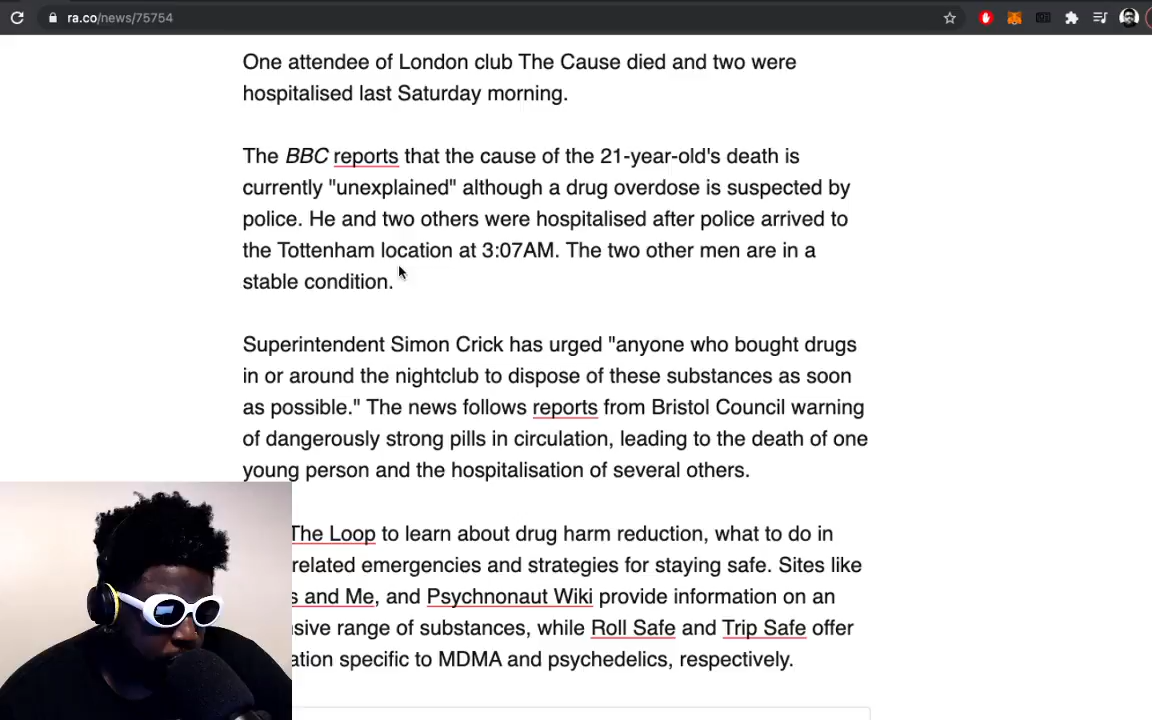 ra.co/news/75754
One attendee of London club The Cause died and two were
hospitalised last Saturday morning.
The BBC reports that the cause of the 21-year-old's death is
currently "unexplained" although a drug overdose is suspected by
police. He and two others were hospitalised after police arrived to
the Tottenham location at 3:07AM. The two other men are in a
stable condition.
Superintendent Simon Crick has urged "anyone who bought drugs
in or around the nightclub to dispose of these substances as soon
as possible." The news follows reports from Bristol Council warning
of dangerously strong pills in circulation, leading to the death of one
young person and the hospitalisation of several others.
The Loop to learn about drug harm reduction, what to do in
related emergencies and strategies for staying safe. Sites like
and Me, and Psychnonaut Wiki provide information on an
range of substances, while Roll Safe and Trip Safe offer
specific to MDMA and psychedelics, respectively.